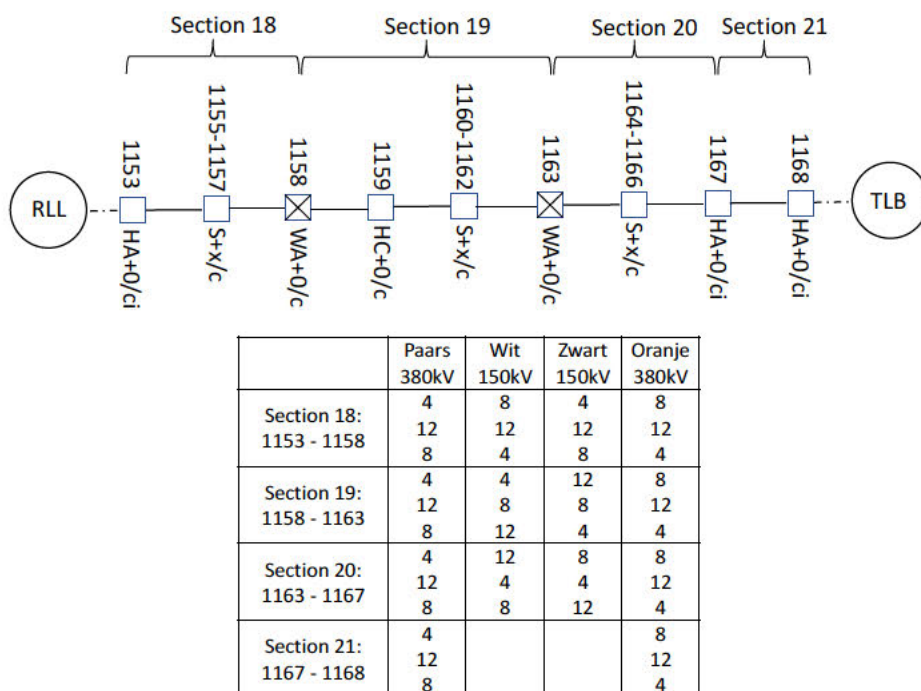 Section 18
Section 19
Section 20
Section 21
1153
1155-1157
1158
1159
1160-1162
1163
1164-1166
1167
1168
RLL
TLB
HA+0/ci
S+x/c
WA+0/c
HC+0/c
S+x/c
WA+0/c
S+x/c
HA+0/ci
HA+0/ci
Paars Wit Zwart Oranje
380kV 150kV 150kV 380kV
Section 18:
1153 - 1158
4 8 4 8
12 12 12 12
8 4 8 4
Section 19:
1158 - 1163
4 4 12 8
12 8 8 12
8 12 4 4
Section 20:
1163 - 1167
4 12 8 8
12 4 4 12
8 8 12 4
Section 21:
1167 - 1168
4 8
12 12
8 4